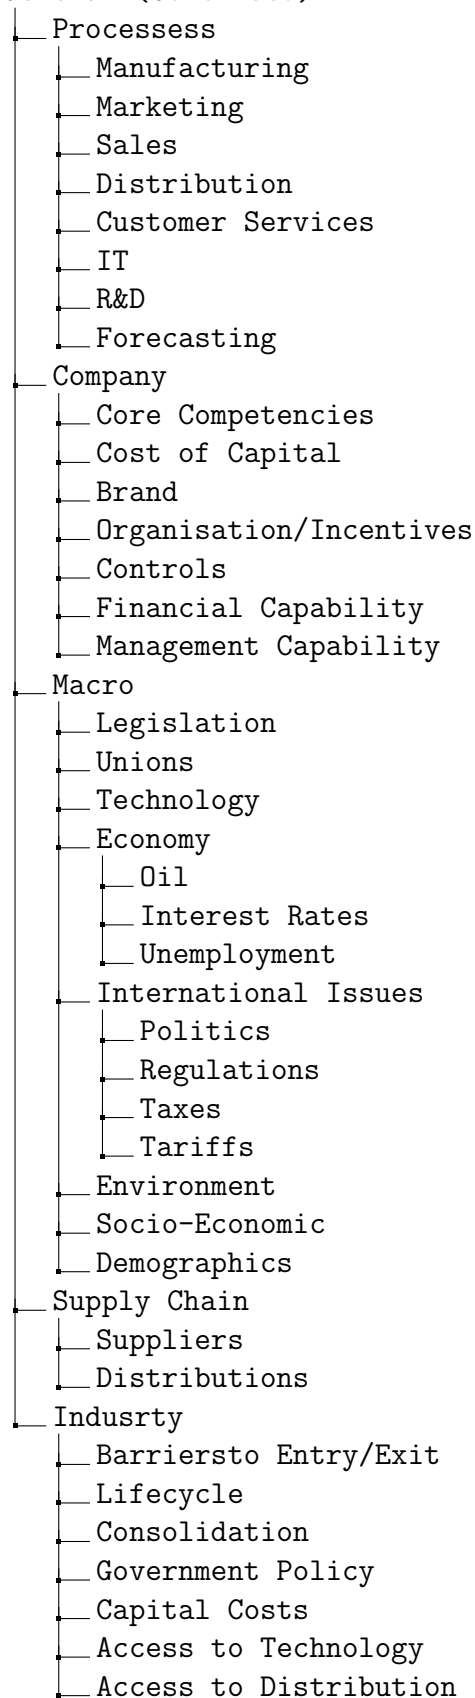 Processess
Manufacturing
Marketing
Sales
Distribution
Customer Services
IT
R&D
Forecasting
Company
Core Competencies
Cost of Capital
Brand
Organisation/Incentives
Controls
Financial Capability
Management Capability
Macro
Legislation
Unions
Technology
Economy
Oil
Interest Rates
Unemployment
International Issues
Politics
Regulations
Taxes
Tariffs
Environment
Socio-Economic
Demographics
Supply Chain
Suppliers
Distributions
Indusrty
Barriersto Entry/Exit
Lifecycle
Consolidation
Government Policy
Capital Costs
Access to Technology
Access to Distribution